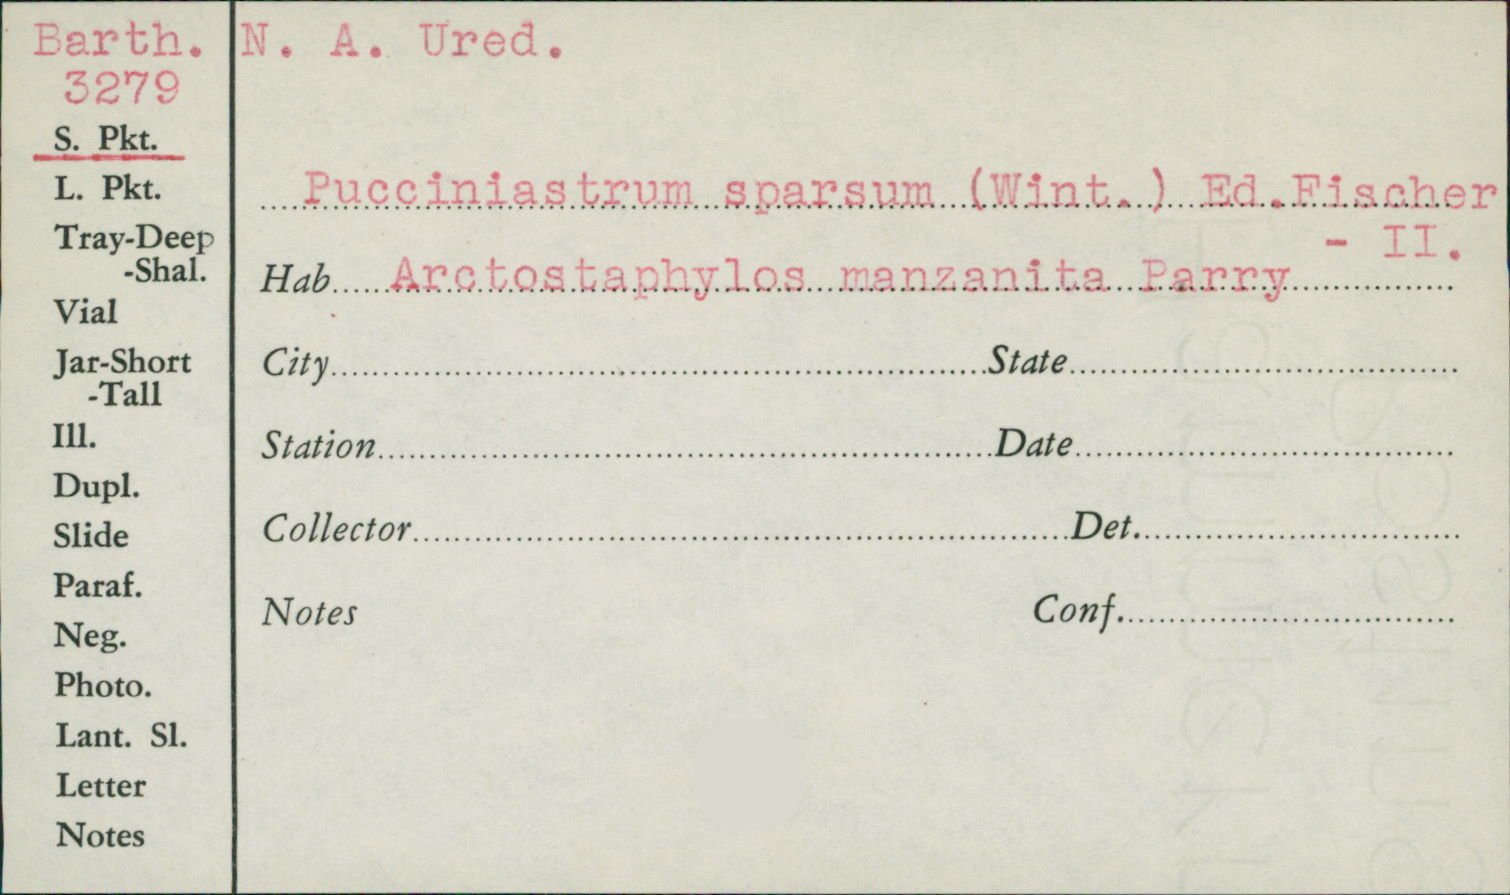 Barth. N. A. Ured.
3279
S. Pkt.
L. Pkt.
Tray-Deep
-Shal.
Vial
Jar-Short
-Tall
Ill.
Dupl.
Slide
Paraf.
Neg.
Photo.
Lant. Sl.
Letter
Notes
Pucciniastrum sparsum (Wint.) Ed.Fischer
- II.
Hab Arctostaphylos manzanita Parry
City State
Station Date
Collector Det.
Notes Conf.